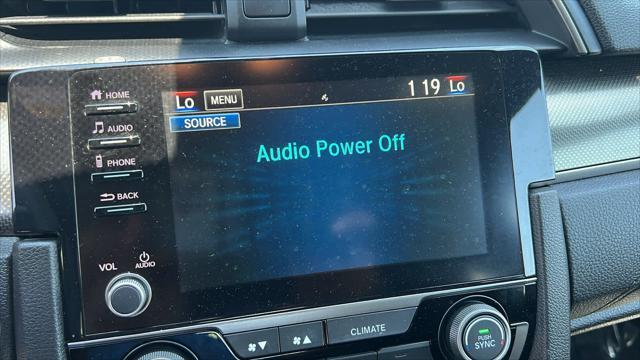 HOME
Lo MENU 1 19 Lo
SOURCE
AUDIO
Audio Power Off
PHONE
BACK
VOL AUDIO
CLIMATE
PUSH
SYNC